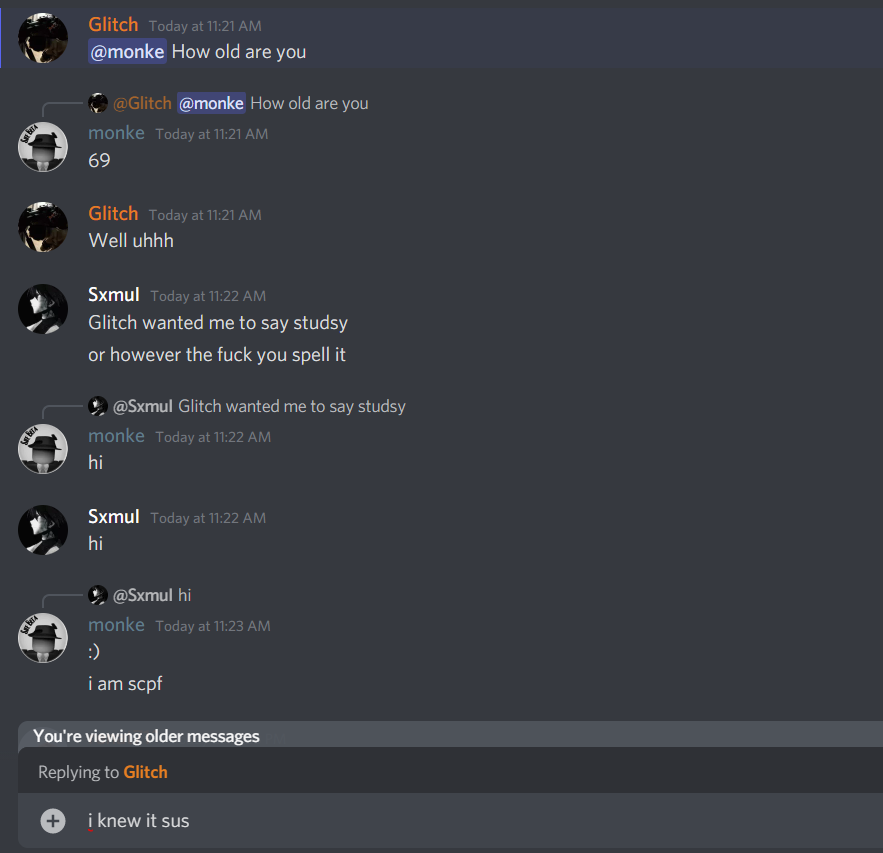 Glitch Today at 11:21 AM
@monke How old are you
@Glitch @monke How old are you
monke Today at 11:21 AM
69
Glitch Today at 11:21 AM
Well uhhh
Sxmul Today at 11:22 AM
Glitch wanted me to say studsy
or however the fuck you spell it
@Sxmul Glitch wanted me to say studsy
monke Today at 11:22 AM
hi
Sxmul Today at 11:22 AM
hi
@Sxmul hi
monke Today at 11:23 AM
:)
i am scpf
You're viewing older messages
Replying to Glitch
i knew it sus